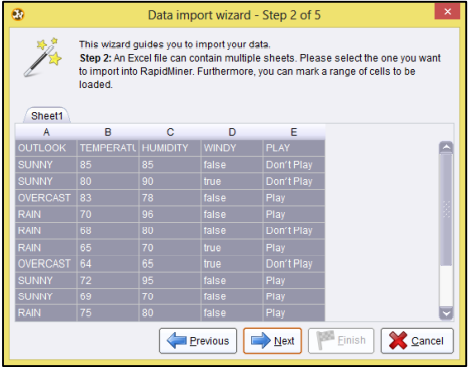 Data import wizard - Step 2 of 5
This wizard guides you to import your data.
Step 2: An Excel file can contain multiple sheets. Please select the one you want
to import into RapidMiner. Furthermore, you can mark a range of cells to be
loaded.
Sheet1
A B C D E
OUTLOOK TEMPERATU HUMIDITY WINDY PLAY
SUNNY 85 85 false Don't Play
SUNNY 80 90 true Don't Play
OVERCAST 83 78 false Play
RAIN 70 96 false Play
RAIN 68 80 false Don't Play
RAIN 65 70 true Play
OVERCAST 64 65 true Don't Play
SUNNY 72 95 false Play
SUNNY 69 70 false Play
RAIN 75 80 false Play
Previous Next Finish Cancel